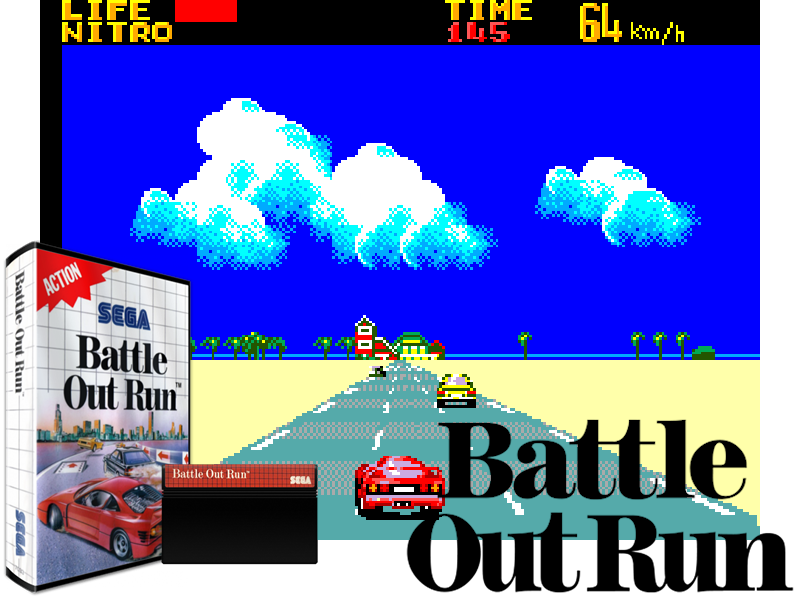 LIFE
NITRO
TIME
145
64 km/h
ACTION
SEGA
Battle
Out Run™
Battle Out Run
SEGA
Battle Out Run™
SEGA
Battle
Out Run